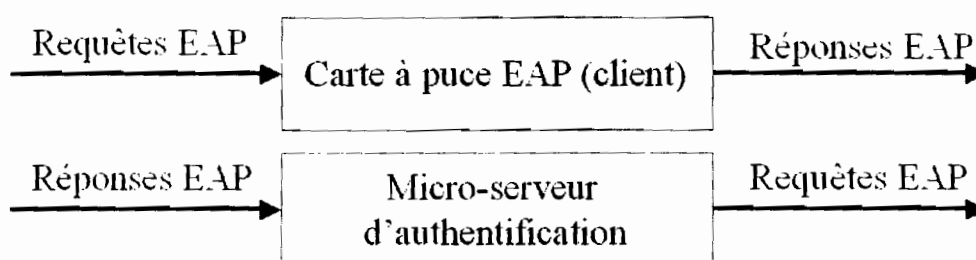 Requêtes EAP
Carte à puce EAP (client)
Réponses EAP
Réponses EAP
Micro-serveur
d'authentification
Requêtes EAP